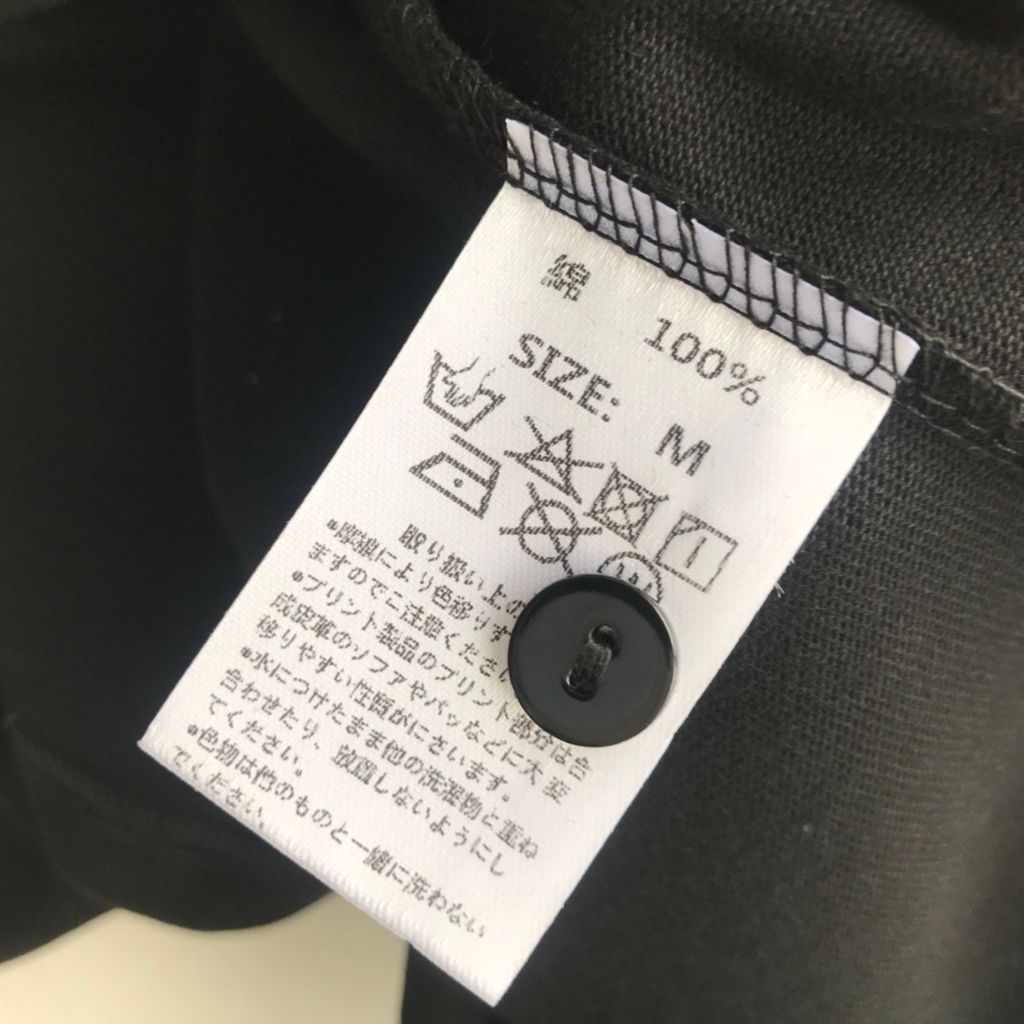 綿 100%
SIZE: M
取り扱い上の
●摩擦により色移りす
ますのでご注意くださ
●プリント製品のプリント部分は合
成皮革のソファやバッなどに大変
移りやすい性質がにさいます。
●水につけたまま他の洗濯物と重ね
合わせたり、放置しないようにし
てください。
●色物は他のものと一緒に洗わない
でください